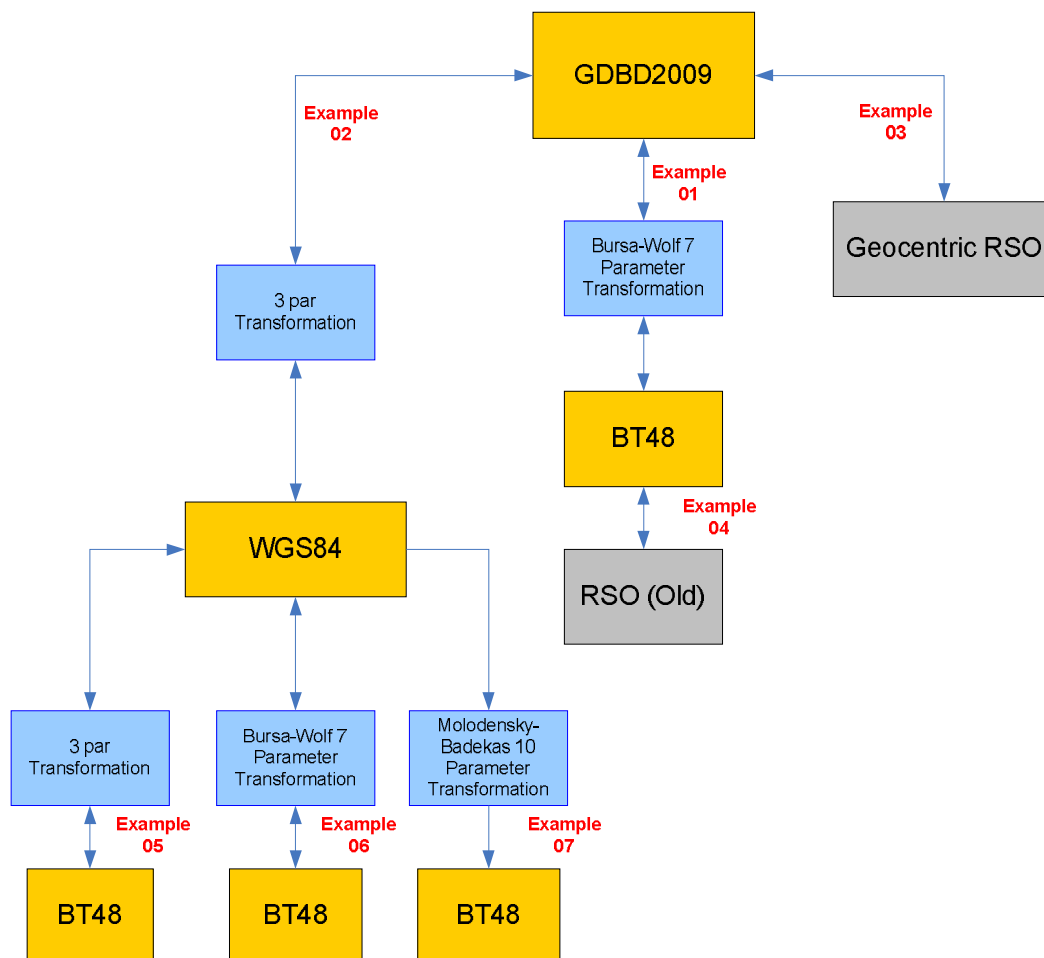 GDBD2009
Example
02
Example
03
Example
01
Bursa-Wolf 7
Parameter
Transformation
Geocentric RSO
3 par
Transformation
BT48
Example
04
WGS84
RSO (Old)
3 par
Transformation
Bursa-Wolf 7
Parameter
Transformation
Molodensky-
Badekas 10
Parameter
Transformation
Example
05
Example
06
Example
07
BT48
BT48
BT48